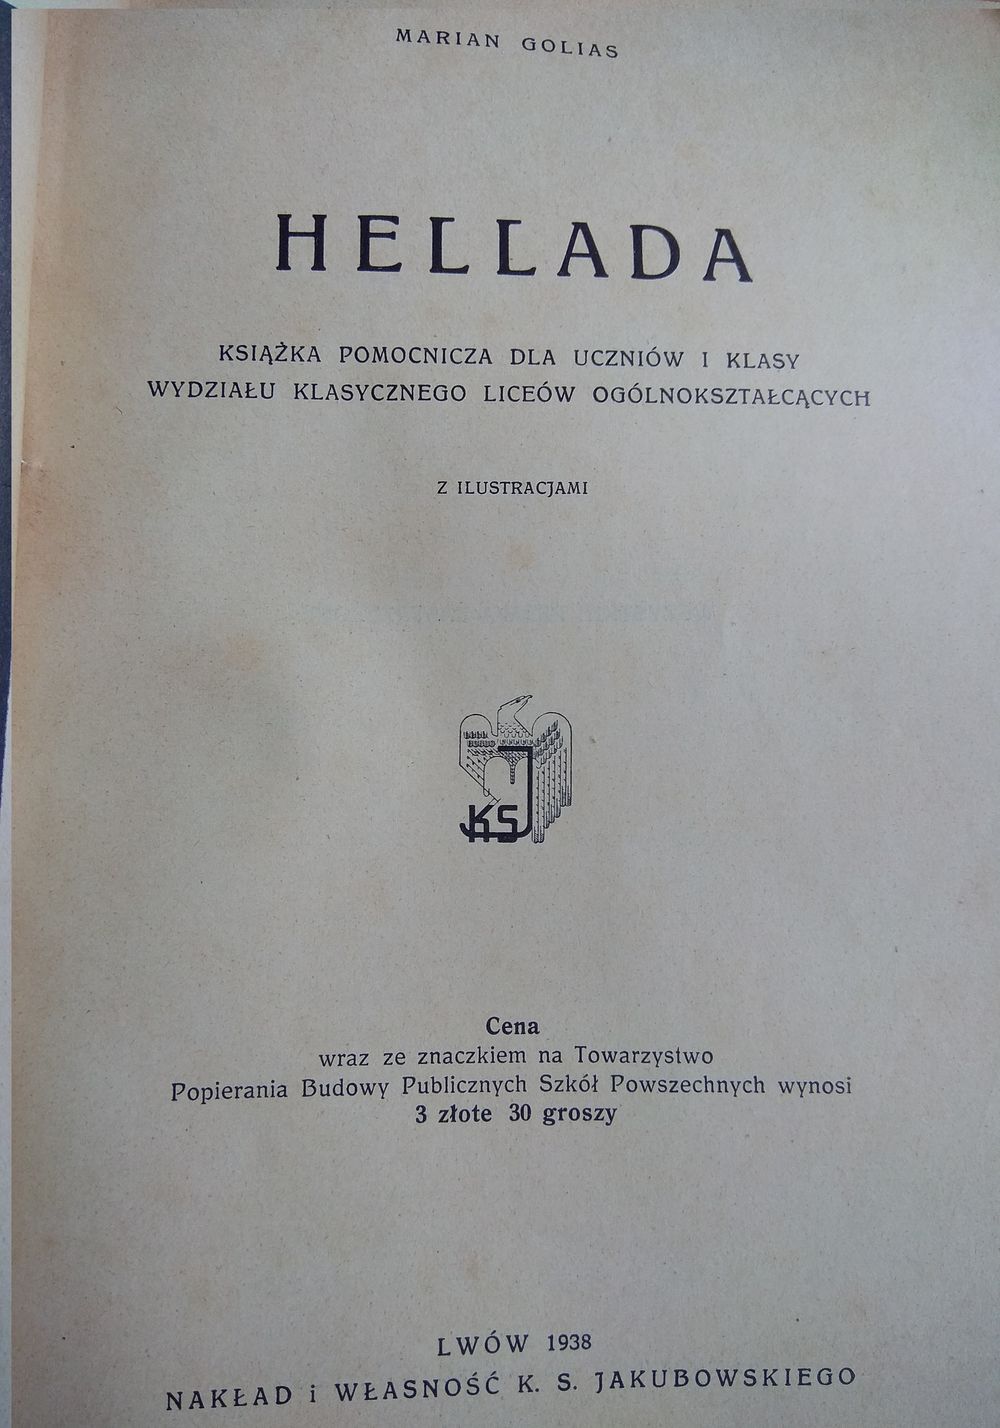 MARIAN GOLIAS
HELLADA
KSIĄŻKA POMOCNICZA DLA UCZNIÓW I KLASY
WYDZIAŁU KLASYCZNEGO LICEÓW OGÓLNOKSZTAŁCĄCYCH
Z ILUSTRACJAMI
KSJ
Cena
wraz ze znaczkiem na Towarzystwo
Popierania Budowy Publicznych Szkół Powszechnych wynosi
3 złote 30 groszy
LWÓW 1938
NAKŁAD i WŁASNOŚĆ K. S. JAKUBOWSKIEGO